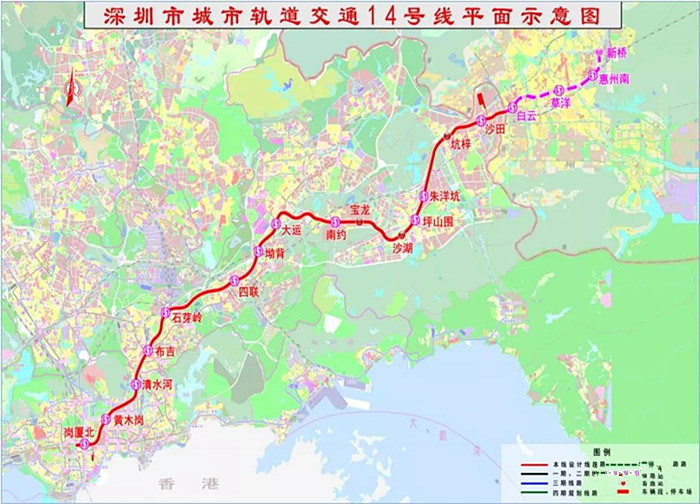 深圳市城市轨道交通14号线平面示意图
新桥
惠州南
草洋
白云
沙田
坑梓
朱洋坑
宝龙
坪山围
大运
南约
沙湖
坳背
四联
石芽岭
布吉
清水河
黄木岗
岗厦北
香港
大鹏湾
图例
本线设计线路
一期、二期
三期线路
四期规划线路
车辆段，停车场